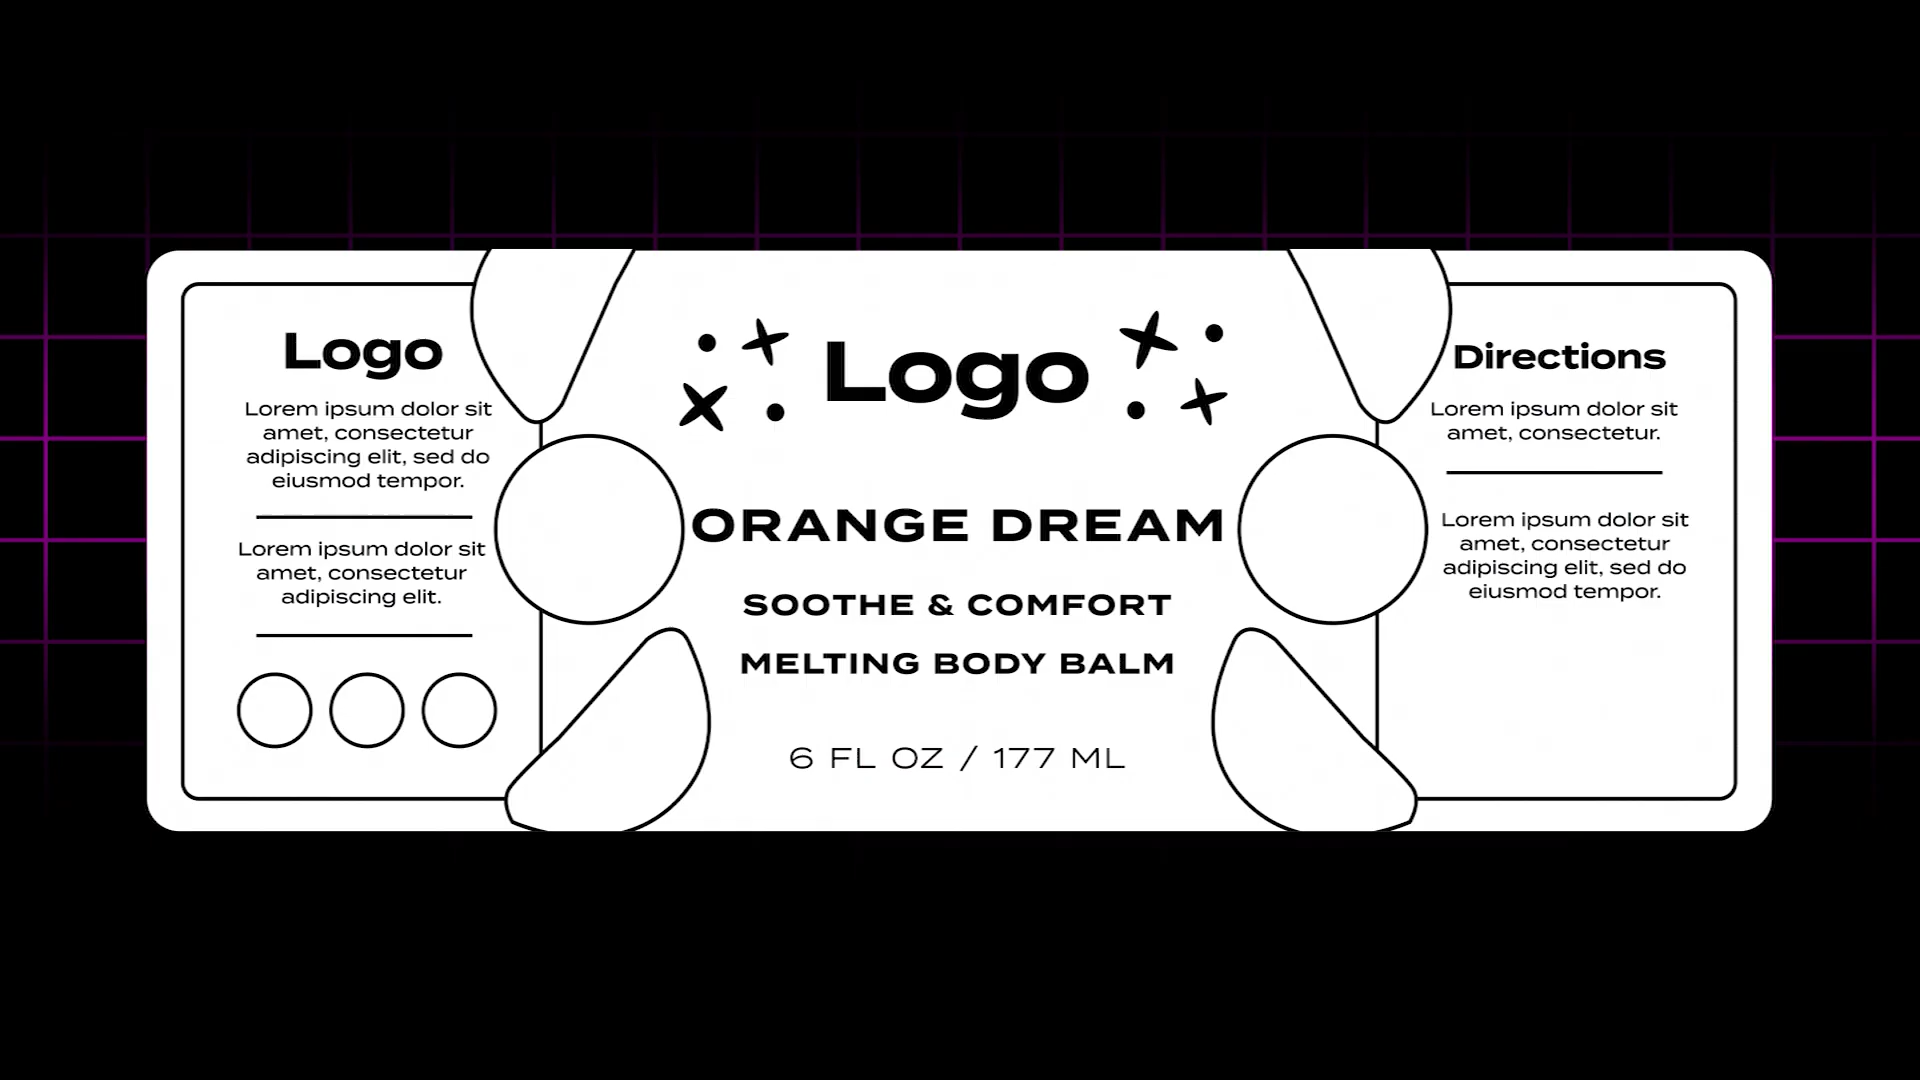 Logo
Lorem ipsum dolor sit
amet, consectetur
adipiscing elit, sed do
eiusmod tempor.
Lorem ipsum dolor sit
amet, consectetur
adipiscing elit.
Logo
ORANGE DREAM
SOOTHE & COMFORT
MELTING BODY BALM
6 FL OZ / 177 ML
Directions
Lorem ipsum dolor sit
amet, consectetur.
Lorem ipsum dolor sit
amet, consectetur
adipiscing elit, sed do
eiusmod tempor.